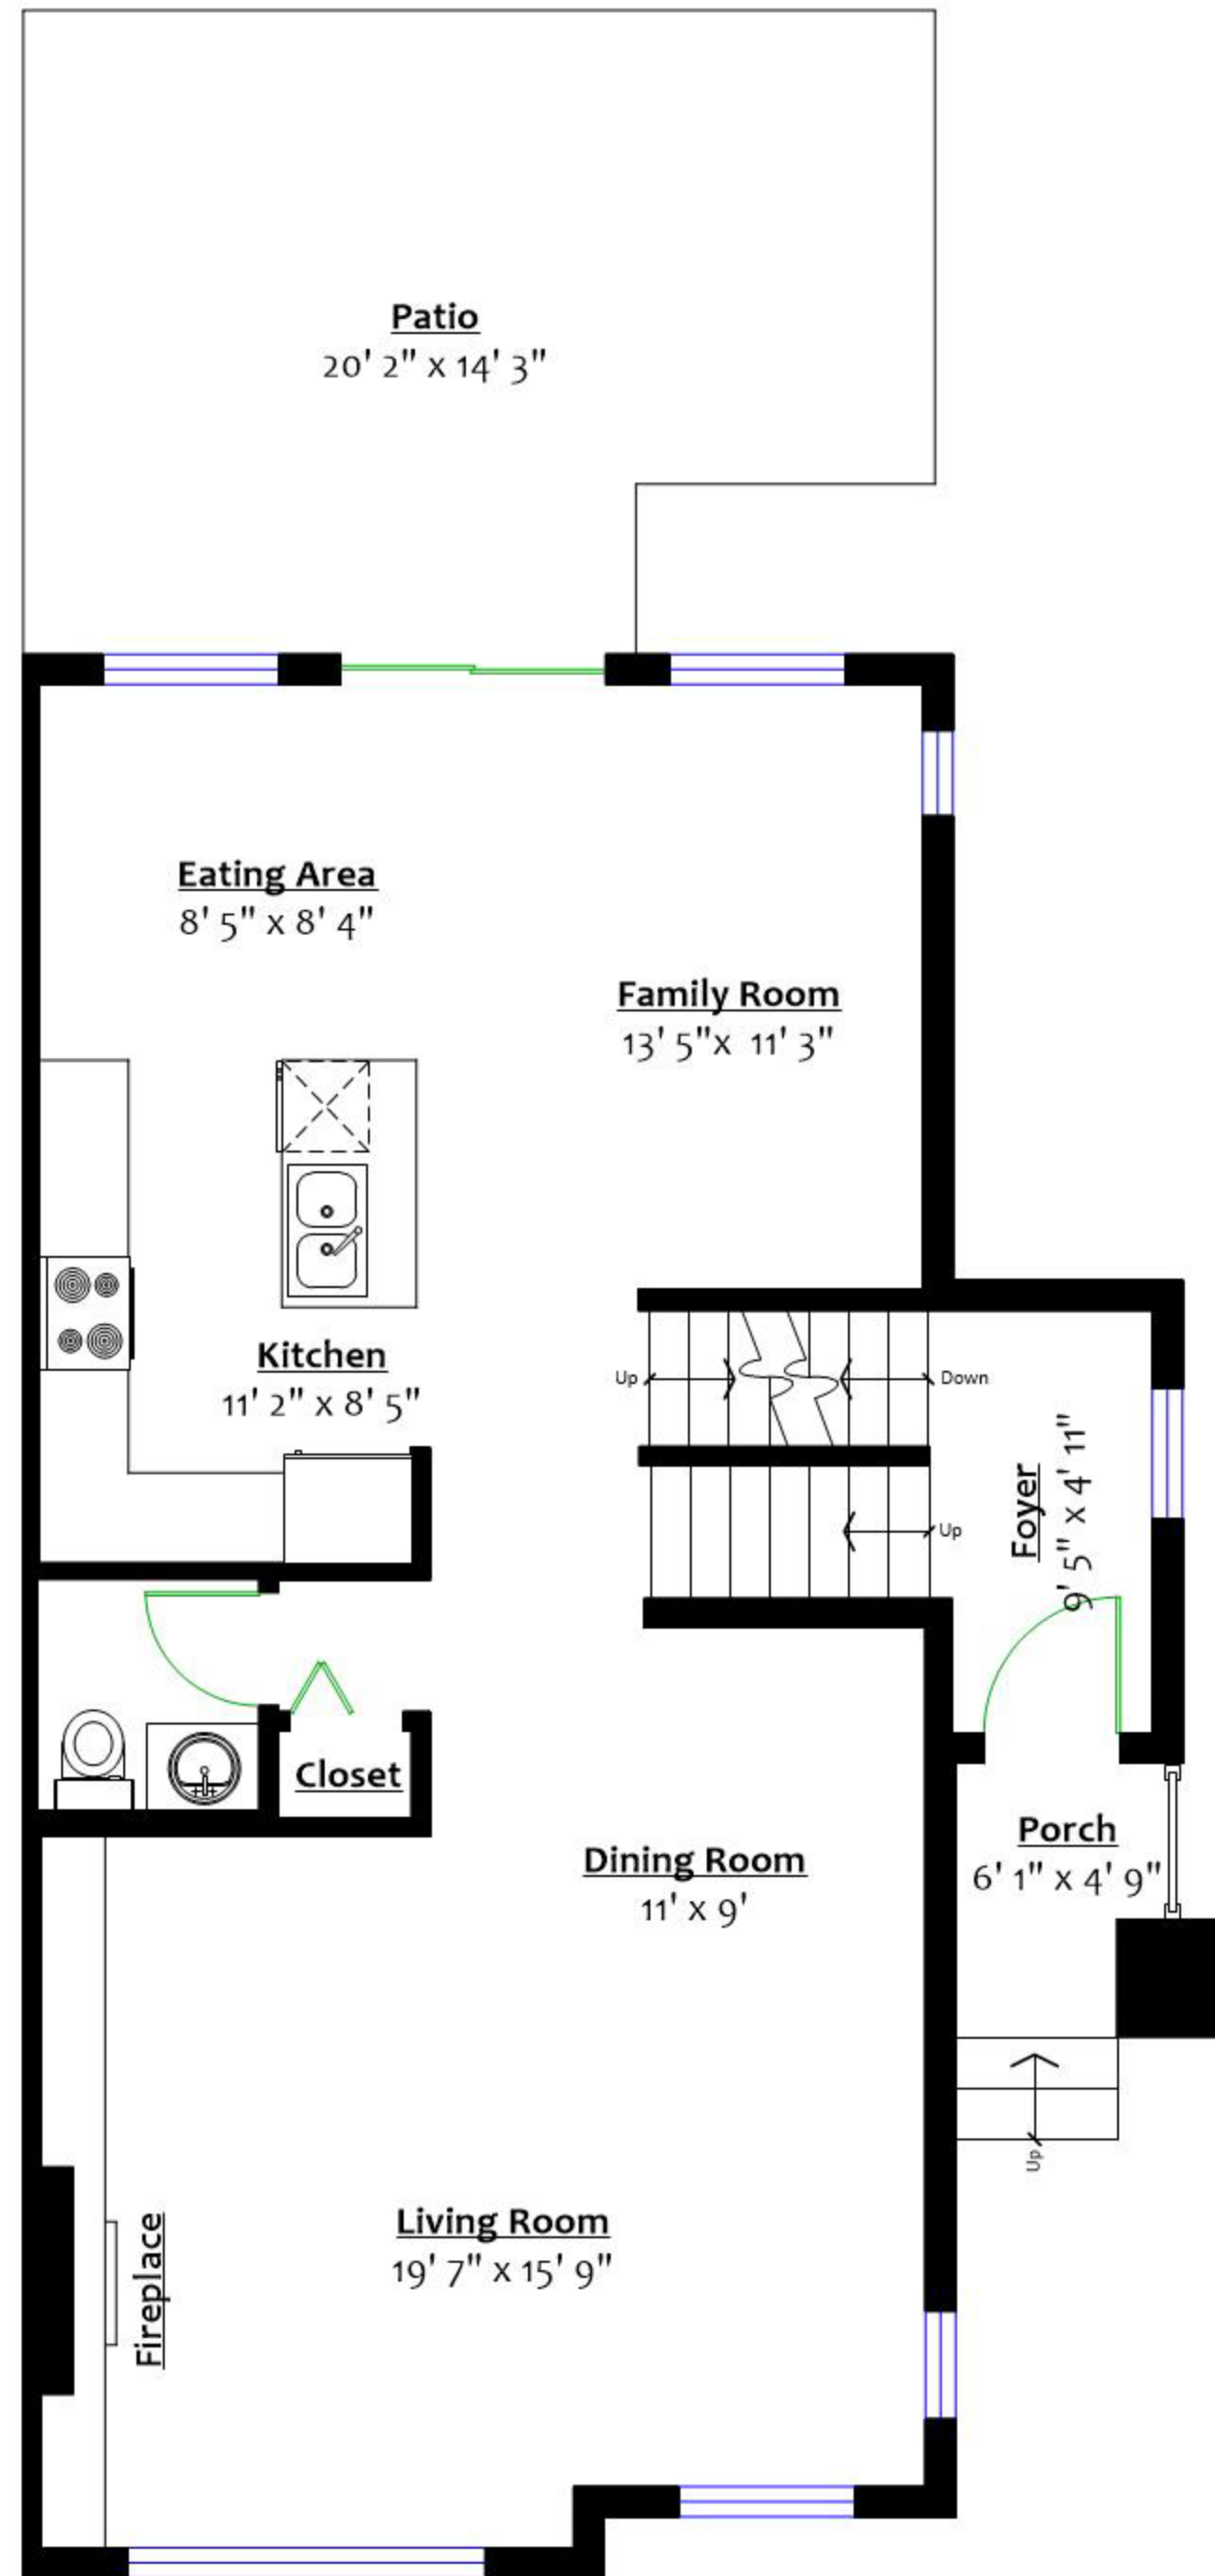 Patio
20' 2" x 14' 3"
Eating Area
8' 5" x 8' 4"
Family Room
13' 5"x 11' 3"
Kitchen
11' 2" x 8' 5"
Up
Down
Up
Foyer
9' 5" x 4' 11"
Closet
Dining Room
11' x 9'
Porch
6' 1" x 4' 9"
Up
Living Room
19' 7" x 15' 9"
Fireplace